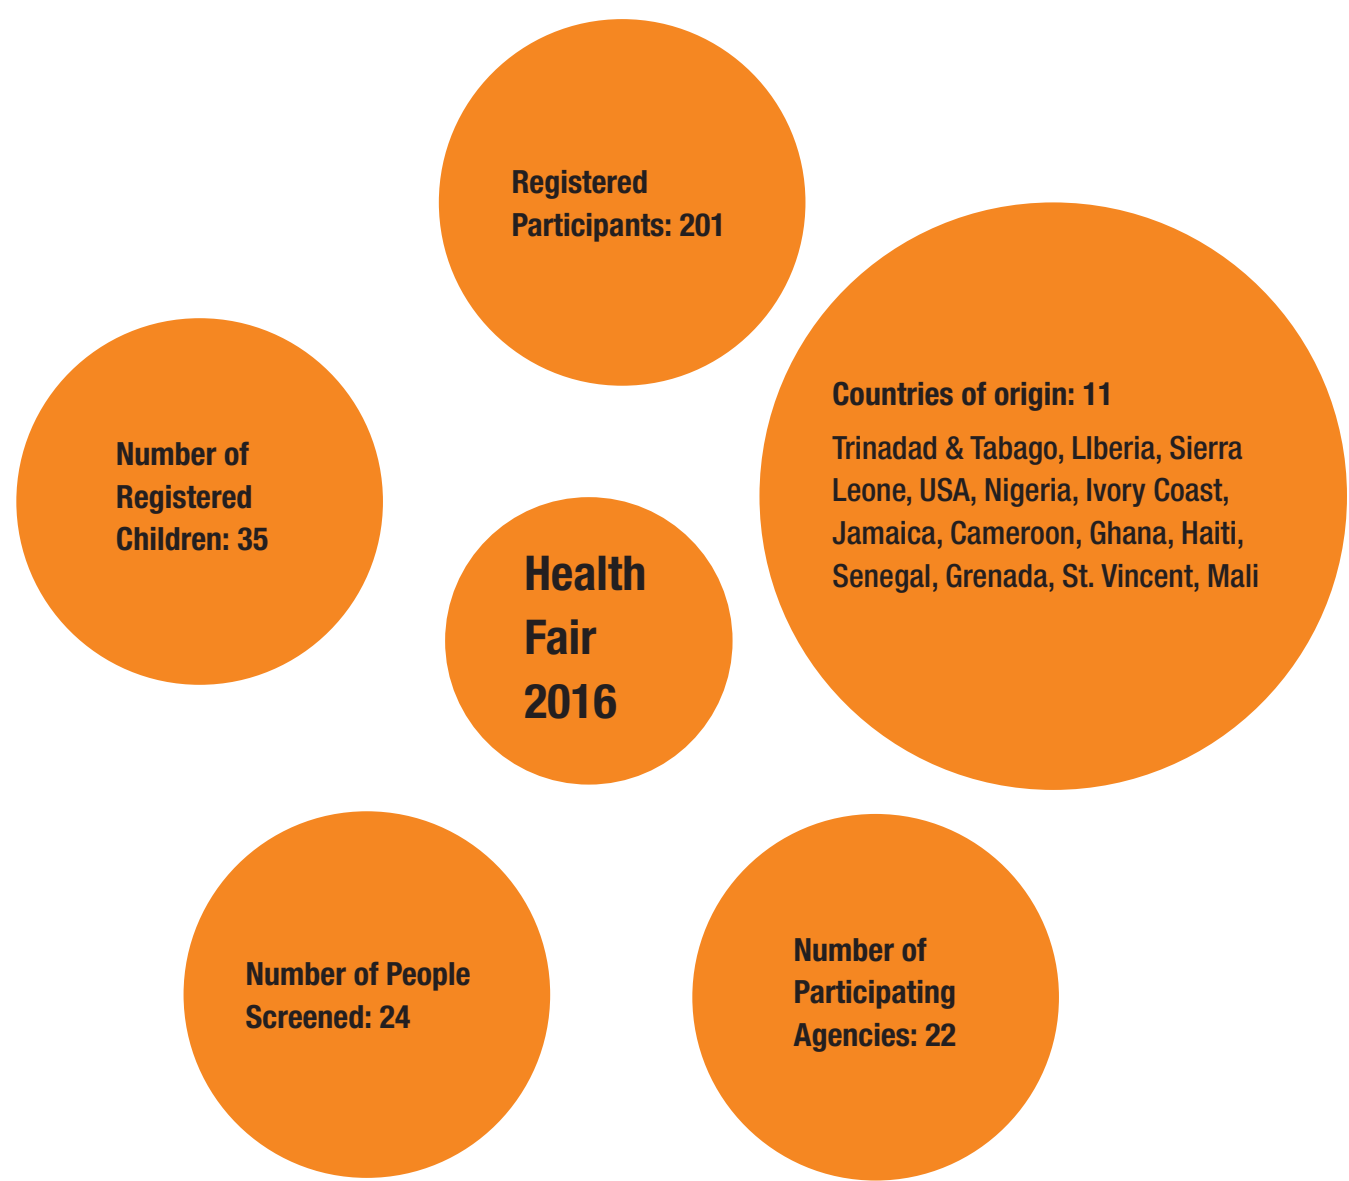 Registered
Participants: 201
Countries of origin: 11
Trinadad & Tabago, LIberia, Sierra
Leone, USA, Nigeria, Ivory Coast,
Jamaica, Cameroon, Ghana, Haiti,
Senegal, Grenada, St. Vincent, Mali
Number of
Registered
Children: 35
Health
Fair
2016
Number of People
Screened: 24
Number of
Participating
Agencies: 22